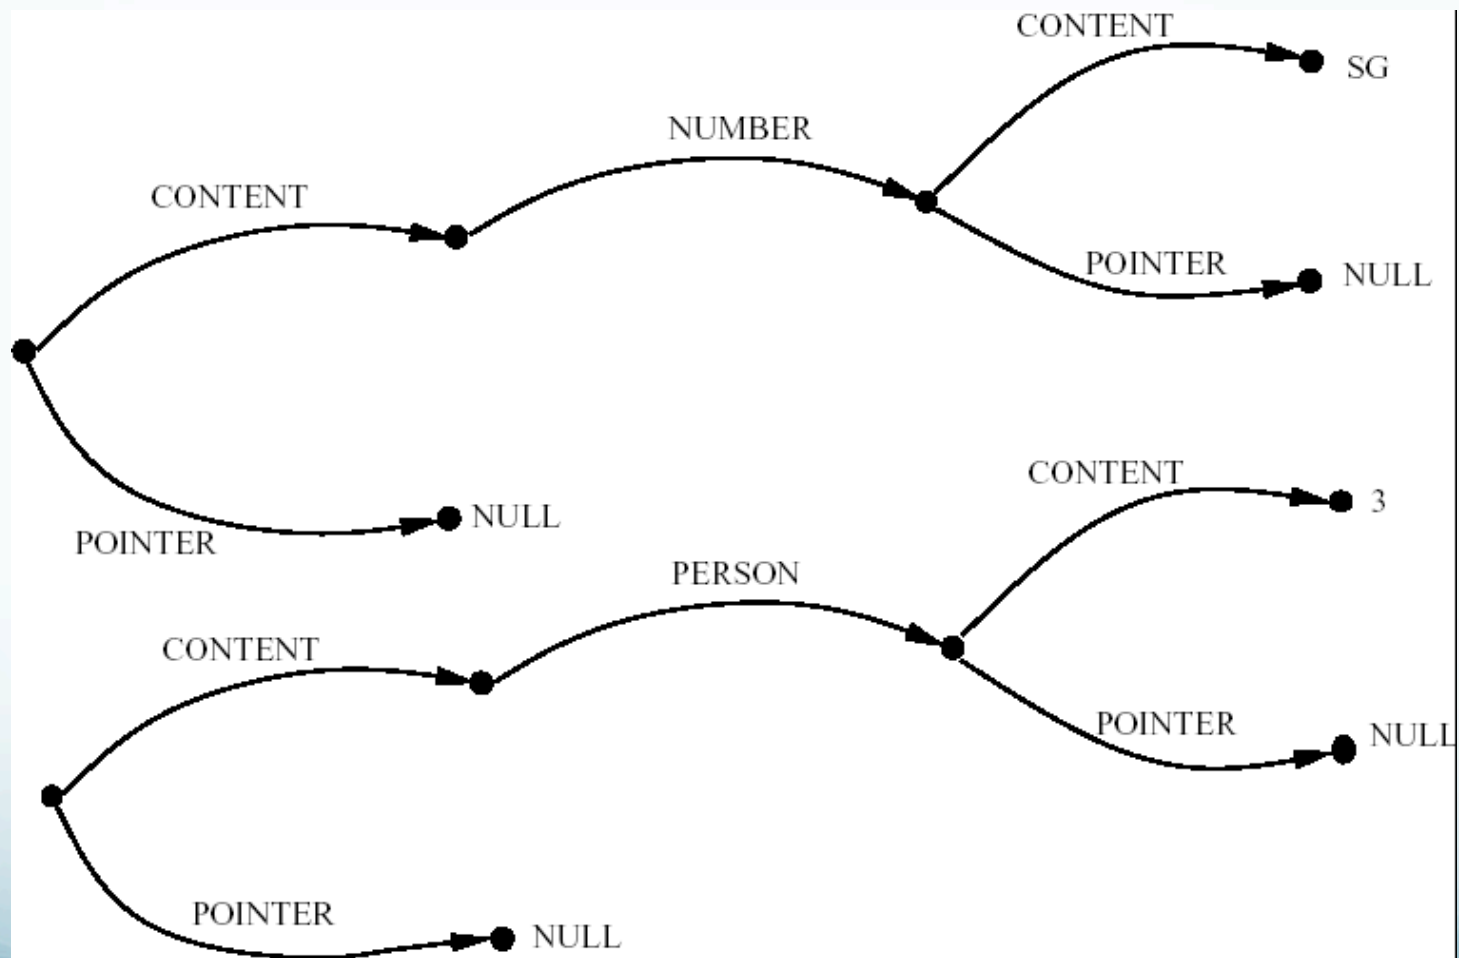 CONTENT
SG
NUMBER
CONTENT
POINTER
NULL
NULL
POINTER
CONTENT
3
PERSON
CONTENT
POINTER
NULL
POINTER
NULL